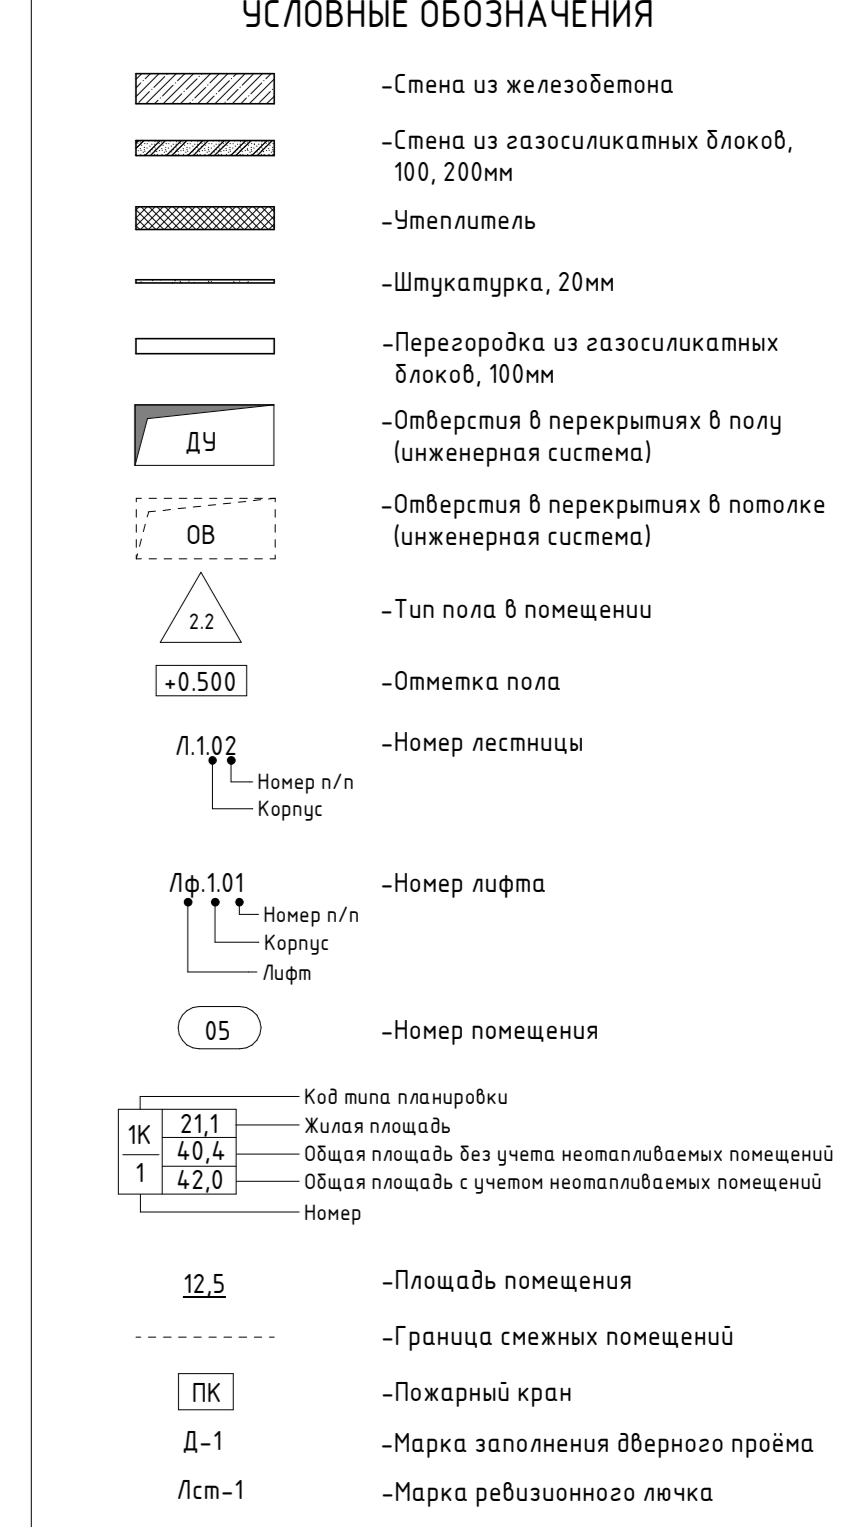 УСЛОВНЫЕ ОБОЗНАЧЕНИЯ
-Стена из железобетона
-Стена из газосиликатных блоков,
100, 200мм
-Утеплитель
-Штукатурка, 20мм
-Перегородка из газосиликатных
блоков, 100мм
ДУ
-Отверстия в перекрытиях в полу
(инженерная система)
ОВ
-Отверстия в перекрытиях в потолке
(инженерная система)
2.2
-Тип пола в помещении
+0.500
-Отметка пола
Л.1.02
-Номер лестницы
Номер п/п
Корпус
Лф.1.01
-Номер лифта
Номер п/п
Корпус
Лифт
05
-Номер помещения
Код типа планировки
1К
21,1
Жилая площадь
40,4
Общая площадь без учета неотапливаемых помещений
1
42,0
Общая площадь с учетом неотапливаемых помещений
Номер
12,5
-Площадь помещения
-Граница смежных помещений
ПК
-Пожарный кран
Д-1
-Марка заполнения дверного проёма
Лст-1
-Марка ревизионного лючка